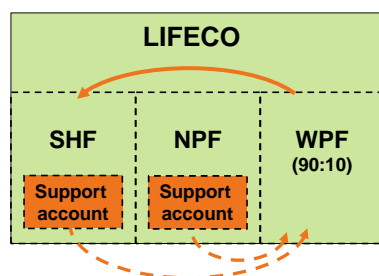 LIFECO
SHF
NPF
WPF
(90:10)
Support
account
Support
account